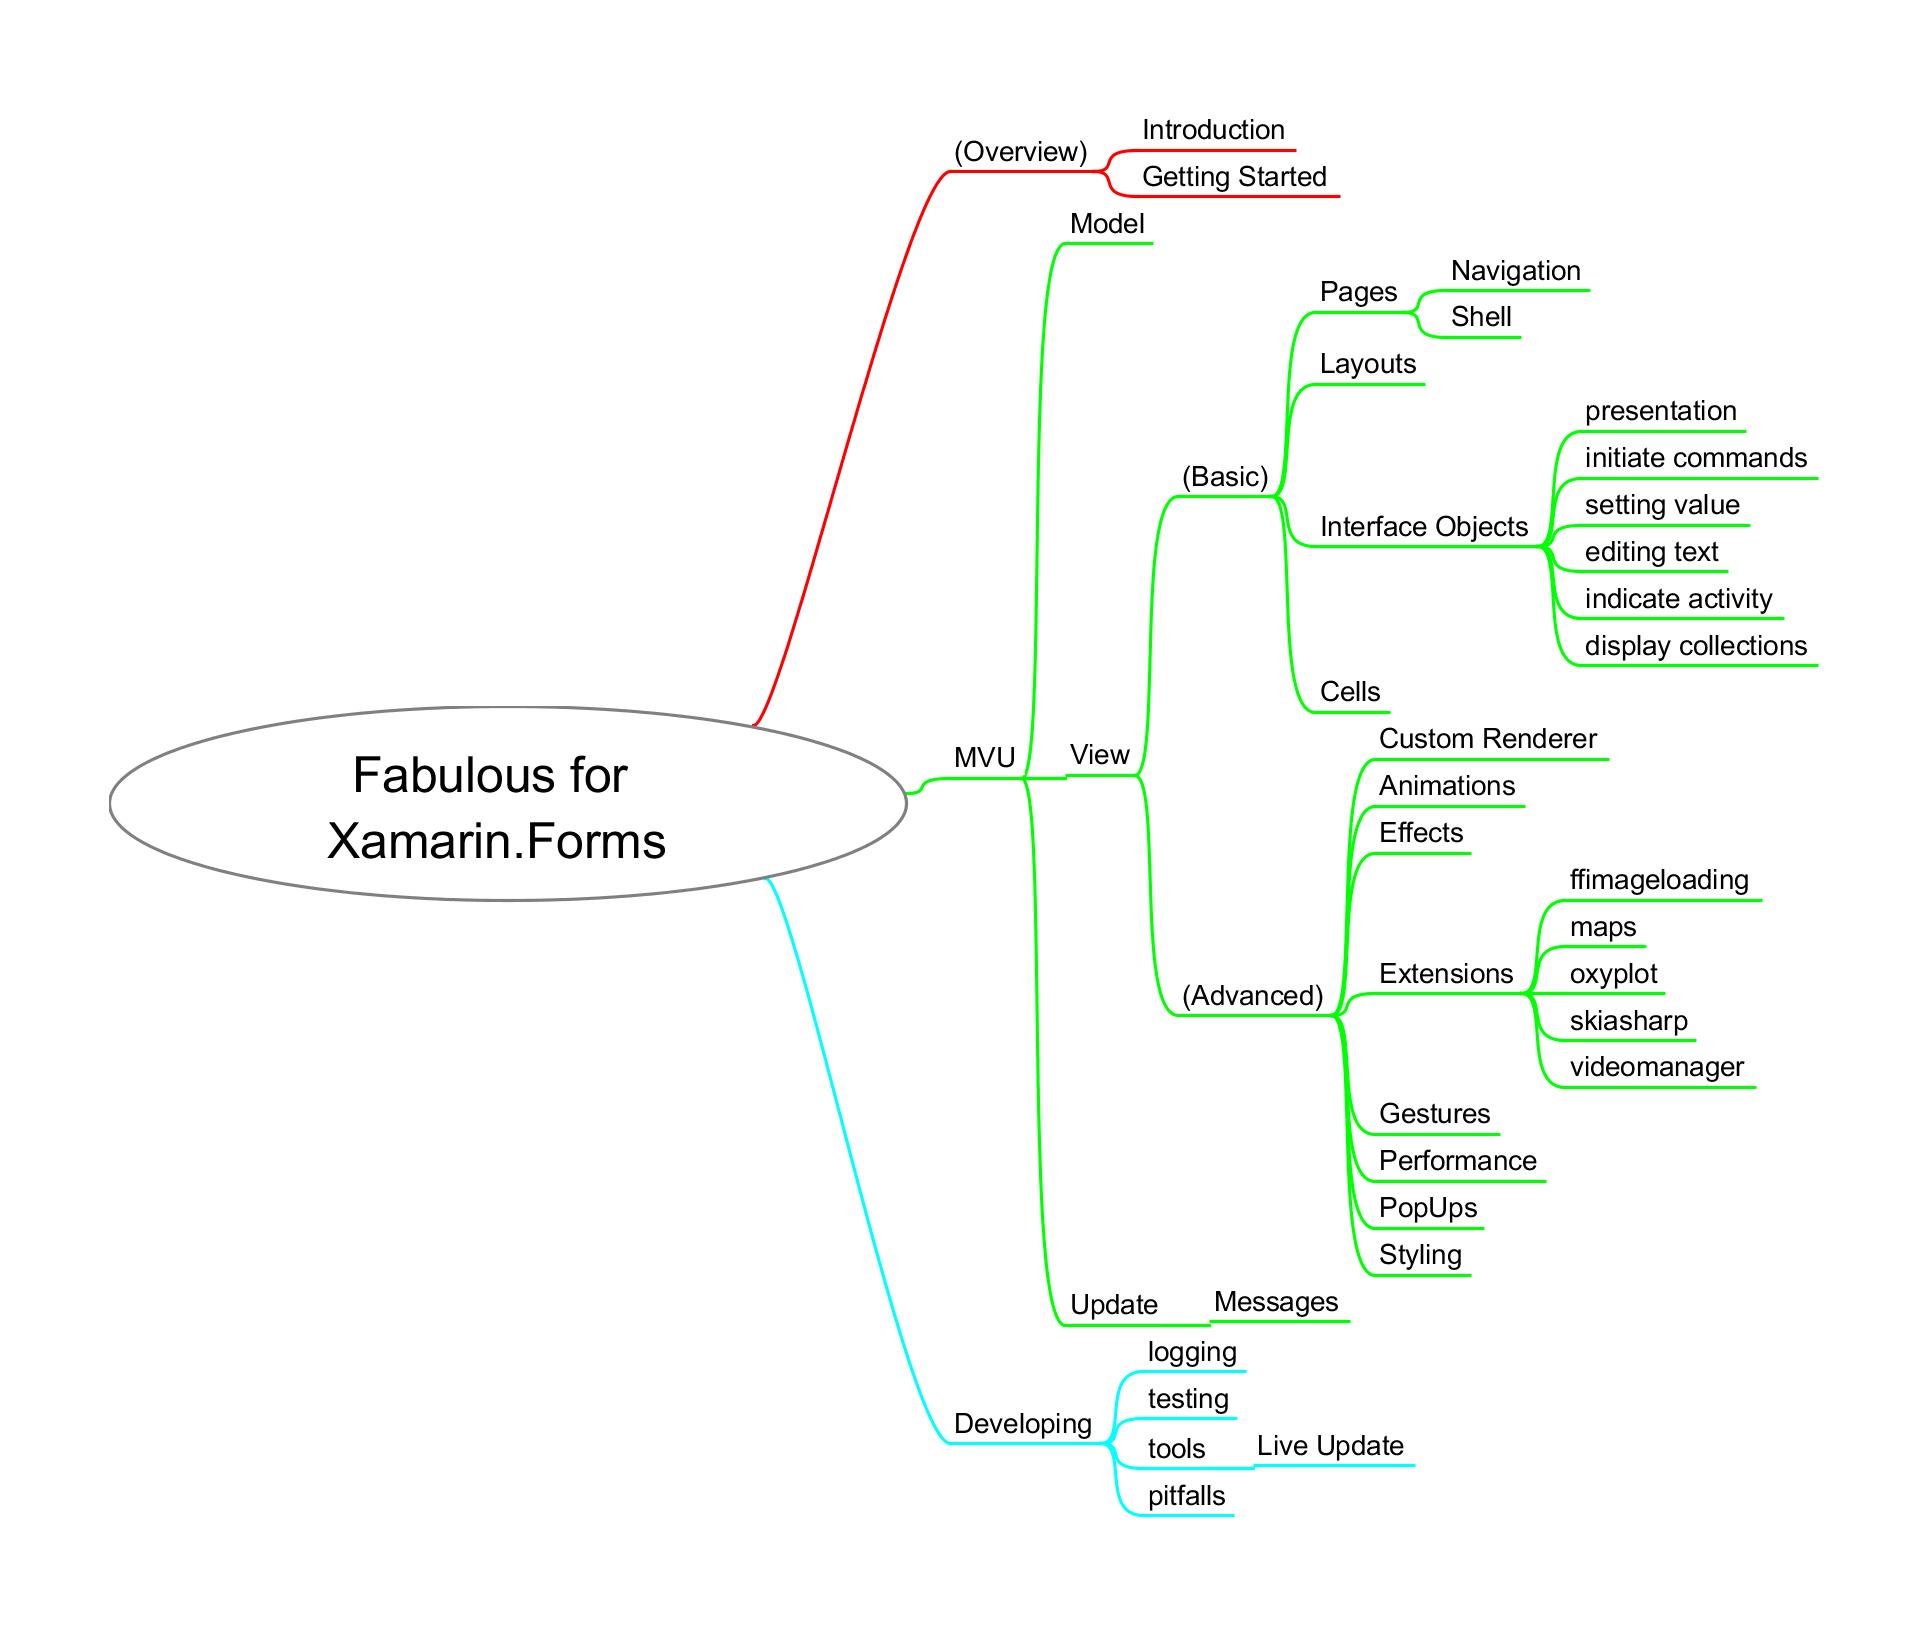 Fabulous for
Xamarin.Forms
(Overview)
Introduction
Getting Started
MVU
Model
View
(Basic)
Pages
Navigation
Shell
Layouts
Interface Objects
presentation
initiate commands
setting value
editing text
indicate activity
display collections
Cells
(Advanced)
Custom Renderer
Animations
Effects
Extensions
ffimageloading
maps
oxyplot
skiasharp
videomanager
Gestures
Performance
PopUps
Styling
Update
Messages
Developing
logging
testing
tools
Live Update
pitfalls